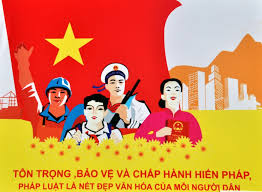 TÔN TRỌNG ,BẢO VỆ VÀ CHẤP HÀNH HIẾN PHÁP,
PHÁP LUẬT LÀ NÉT ĐẸP VĂN HÓA CỦA MỖI NGƯỜI DÂN